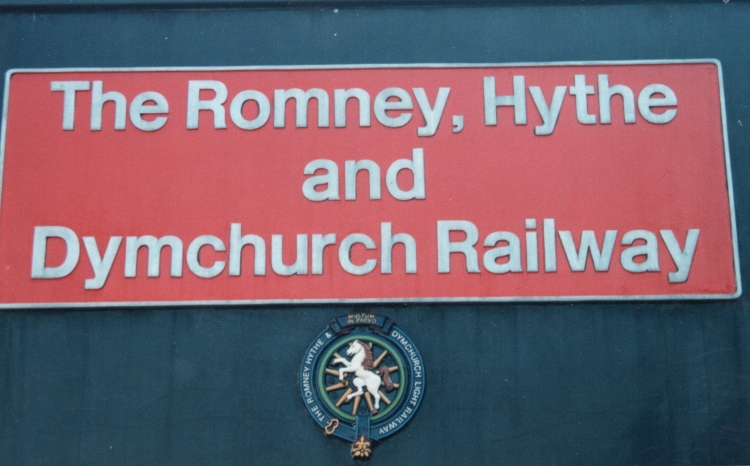 The Romney, Hythe
and
Dymchurch Railway
MULTUM
IN PARVO
THE ROMNEY HYTHE & DYMCHURCH LIGHT RAILWAY